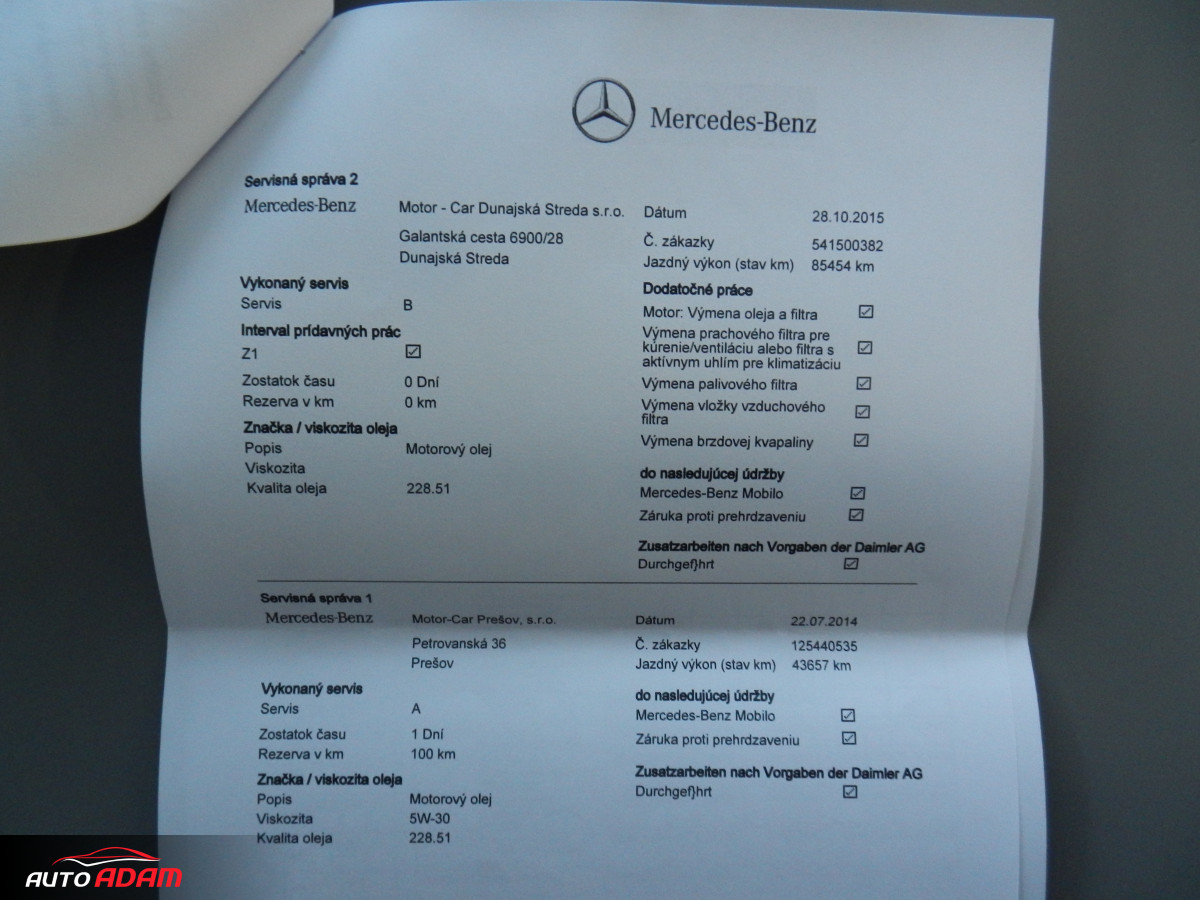 Mercedes-Benz
Servisná správa 2
Mercedes-Benz
Motor - Car Dunajská Streda s.r.o.
Galantská cesta 6900/28
Dunajská Streda
Dátum 28.10.2015
Č. zákazky 541500382
Jazdný výkon (stav km) 85454 km
Vykonaný servis
Servis B
Interval prídavných prác
Z1 ☑
Zostatok času 0 Dní
Rezerva v km 0 km
Značka / viskozita oleja
Popis Motorový olej
Viskozita
Kvalita oleja 228.51
Dodatočné práce
Motor: Výmena oleja a filtra ☑
Výmena prachového filtra pre
kúrenie/ventiláciu alebo filtra s ☑
aktívnym uhlím pre klimatizáciu
Výmena palivového filtra ☑
Výmena vložky vzduchového ☑
filtra
Výmena brzdovej kvapaliny ☑
do nasledujúcej údržby
Mercedes-Benz Mobilo ☑
Záruka proti prehrdzaveniu ☑
Zusatzarbeiten nach Vorgaben der Daimler AG
Durchgef}hrt ☑
Servisná správa 1
Mercedes-Benz
Motor-Car Prešov, s.r.o.
Petrovanská 36
Prešov
Dátum 22.07.2014
Č. zákazky 125440535
Jazdný výkon (stav km) 43657 km
Vykonaný servis
Servis A
Zostatok času 1 Dní
Rezerva v km 100 km
Značka / viskozita oleja
Popis Motorový olej
Viskozita 5W-30
Kvalita oleja 228.51
do nasledujúcej údržby
Mercedes-Benz Mobilo ☑
Záruka proti prehrdzaveniu ☑
Zusatzarbeiten nach Vorgaben der Daimler AG
Durchgef}hrt ☑
AUTO ADAM